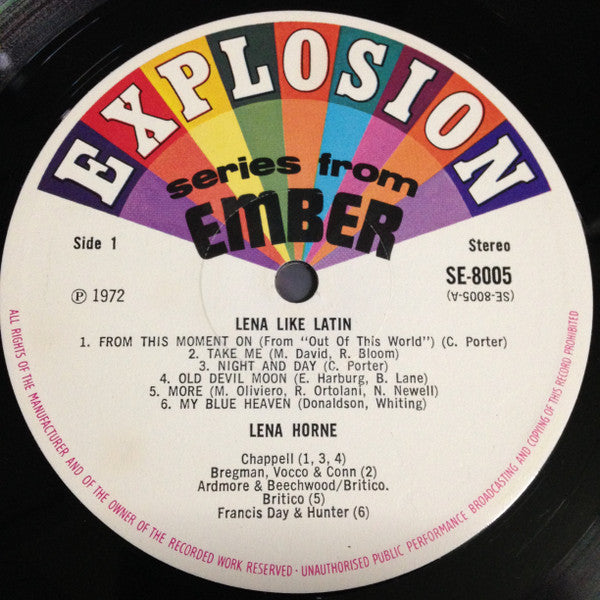 EXPLOSION
series from
EMBER
Side 1
Stereo
SE-8005
℗ 1972
(SE-8005-A)
LENA LIKE LATIN
1. FROM THIS MOMENT ON (From "Out Of This World") (C. Porter)
2. TAKE ME (M. David, R. Bloom)
3. NIGHT AND DAY (C. Porter)
4. OLD DEVIL MOON (E. Harburg, B. Lane)
5. MORE (M. Oliviero, R. Ortolani, N. Newell)
6. MY BLUE HEAVEN (Donaldson, Whiting)
LENA HORNE
Chappell (1, 3, 4)
Bregman, Vocco & Conn (2)
Ardmore & Beechwood/Britico.
Britico (5)
Francis Day & Hunter (6)
ALL RIGHTS OF THE MANUFACTURER AND OF THE OWNER OF THE RECORDED WORK RESERVED · UNAUTHORISED PUBLIC PERFORMANCE BROADCASTING AND COPYING OF THIS RECORD PROHIBITED